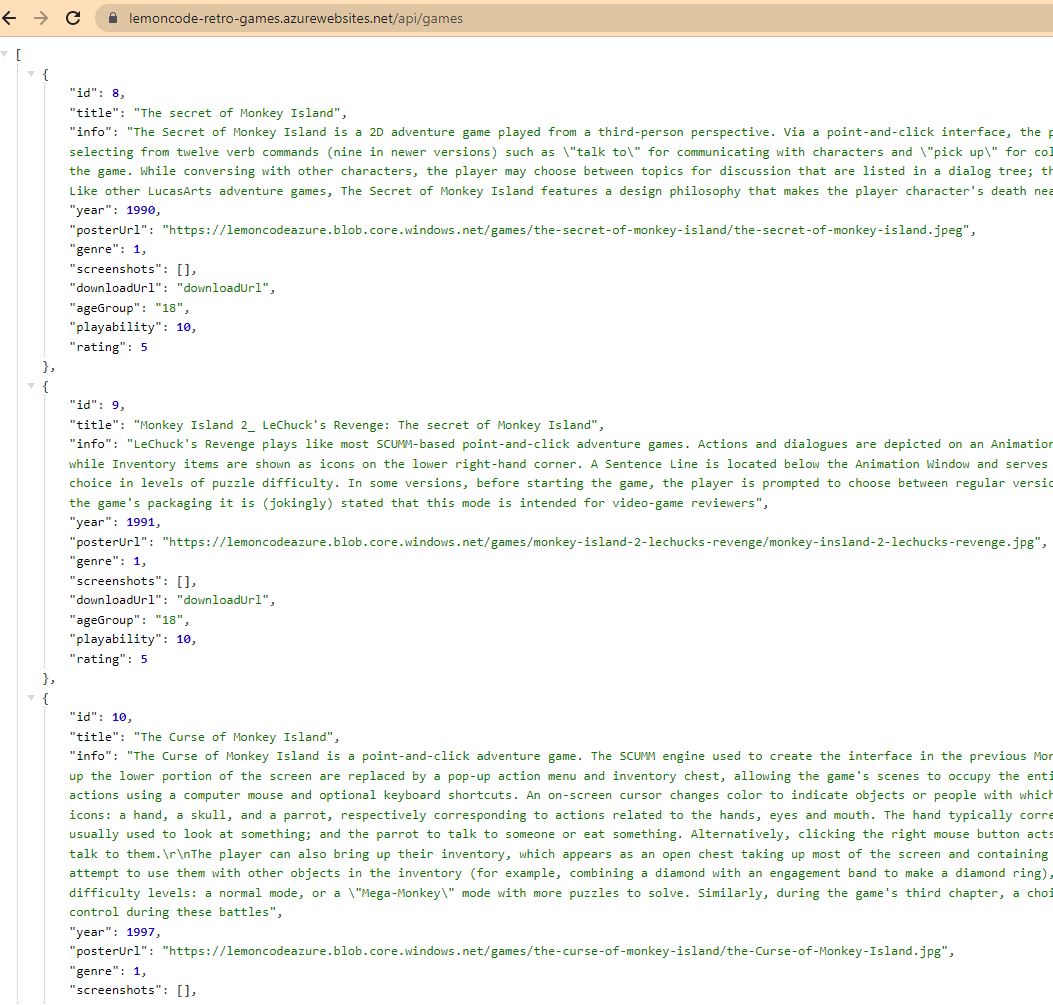 lemoncode-retro-games.azurewebsites.net/api/games
[
{
"id": 8,
"title": "The secret of Monkey Island",
"info": "The Secret of Monkey Island is a 2D adventure game played from a third-person perspective. Via a point-and-click interface, the
selecting from twelve verb commands (nine in newer versions) such as \"talk to\" for communicating with characters and \"pick up\" for
the game. While conversing with other characters, the player may choose between topics for discussion that are listed in a dialog tree;
Like other LucasArts adventure games, The Secret of Monkey Island features a design philosophy that makes the player character's death
"year": 1990,
"posterUrl": "https://lemoncodeazure.blob.core.windows.net/games/the-secret-of-monkey-island/the-secret-of-monkey-island.jpeg",
"genre": 1,
"screenshots": [],
"downloadUrl": "downloadUrl",
"ageGroup": "18",
"playability": 10,
"rating": 5
},
{
"id": 9,
"title": "Monkey Island 2_ LeChuck's Revenge: The secret of Monkey Island",
"info": "LeChuck's Revenge plays like most SCUMM-based point-and-click adventure games. Actions and dialogues are depicted on an Animation
while Inventory items are shown as icons on the lower right-hand corner. A Sentence Line is located below the Animation Window and serves
choice in levels of puzzle difficulty. In some versions, before starting the game, the player is prompted to choose between regular
the game's packaging it is (jokingly) stated that this mode is intended for video-game reviewers",
"year": 1991,
"posterUrl": "https://lemoncodeazure.blob.core.windows.net/games/monkey-island-2-lechucks-revenge/monkey-insland-2-lechucks-revenge.jpg",
"genre": 1,
"screenshots": [],
"downloadUrl": "downloadUrl",
"ageGroup": "18",
"playability": 10,
"rating": 5
},
{
"id": 10,
"title": "The Curse of Monkey Island",
"info": "The Curse of Monkey Island is a point-and-click adventure game. The SCUMM engine used to create the interface in the previous
up the lower portion of the screen are replaced by a pop-up action menu and inventory chest, allowing the game's scenes to occupy the
actions using a computer mouse and optional keyboard shortcuts. An on-screen cursor changes color to indicate objects or people with which
icons: a hand, a skull, and a parrot, respectively corresponding to actions related to the hands, eyes and mouth. The hand typically
usually used to look at something; and the parrot to talk to someone or eat something. Alternatively, clicking the right mouse button acts
talk to them.\r\nThe player can also bring up their inventory, which appears as an open chest taking up most of the screen and containing
attempt to use them with other objects in the inventory (for example, combining a diamond with an engagement band to make a diamond ring),
difficulty levels: a normal mode, or a \"Mega-Monkey\" mode with more puzzles to solve. Similarly, during the game's third chapter, a
control during these battles",
"year": 1997,
"posterUrl": "https://lemoncodeazure.blob.core.windows.net/games/the-curse-of-monkey-island/the-Curse-of-Monkey-Island.jpg",
"genre": 1,
"screenshots": [],